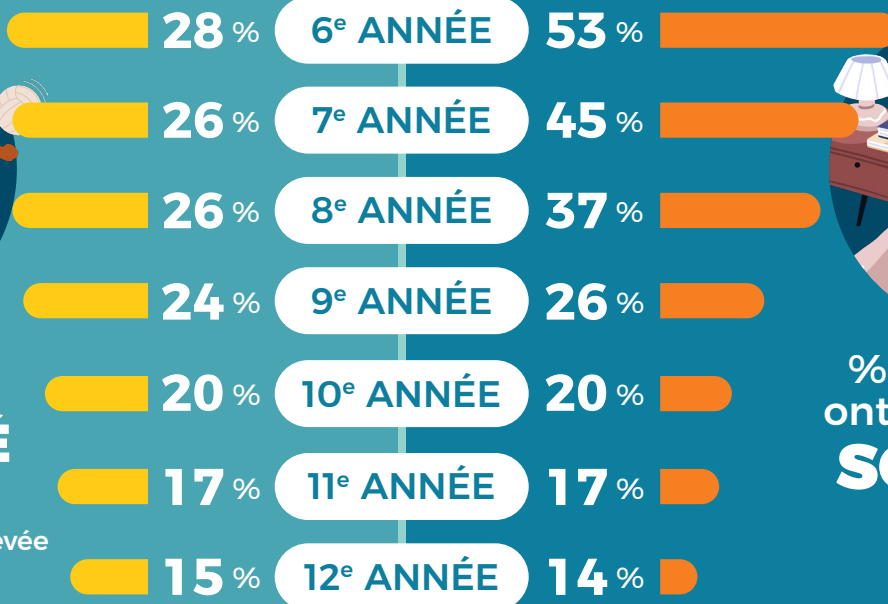 28 % 6e ANNÉE 53 %
26 % 7e ANNÉE 45 %
26 % 8e ANNÉE 37 %
24 % 9e ANNÉE 26 %
%
20 % 10e ANNÉE 20 %
ont
17 % 11e ANNÉE 17 %
15 % 12e ANNÉE 14 %